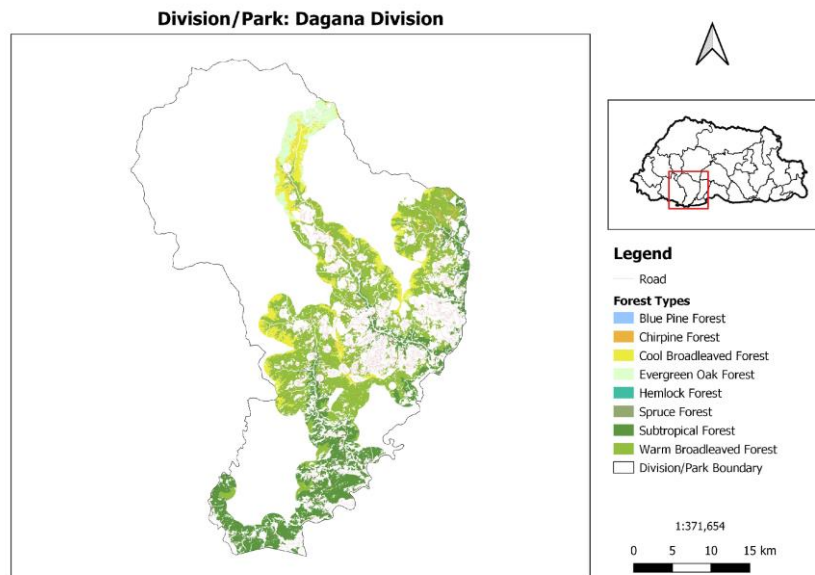 Division/Park: Dagana Division
Legend
Road
Forest Types
Blue Pine Forest
Chirpine Forest
Cool Broadleaved Forest
Evergreen Oak Forest
Hemlock Forest
Spruce Forest
Subtropical Forest
Warm Broadleaved Forest
Division/Park Boundary
1:371,654
0 5 10 15 km